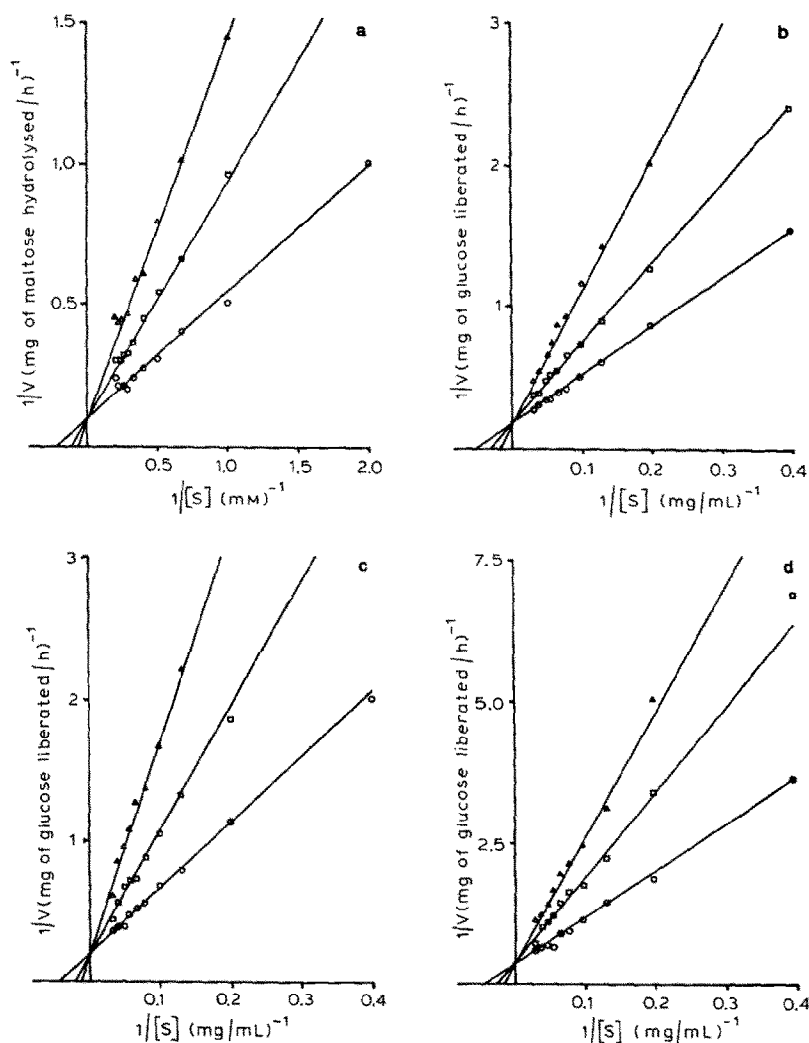 a
1.5
1.0
0.5
1/V (mg of maltose hydrolysed/h)⁻¹
0.5 1.0 1.5 2.0
1/[S] (mM)⁻¹
b
3
2
1
1/V (mg of glucose liberated/h)⁻¹
0.1 0.2 0.3 0.4
1/[S] (mg/mL)⁻¹
c
3
2
1
1/V (mg of glucose liberated/h)⁻¹
0.1 0.2 0.3 0.4
1/[S] (mg/mL)⁻¹
d
7.5
5.0
2.5
1/V (mg of glucose liberated/h)⁻¹
0.1 0.2 0.3 0.4
1/[S] (mg/mL)⁻¹